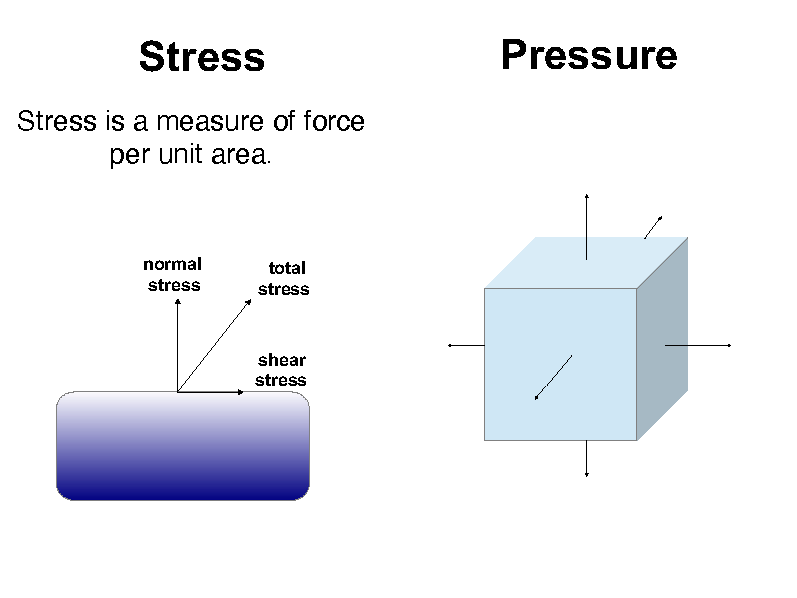 Stress
Stress is a measure of force
per unit area.
normal
stress
total
stress
shear
stress
Pressure